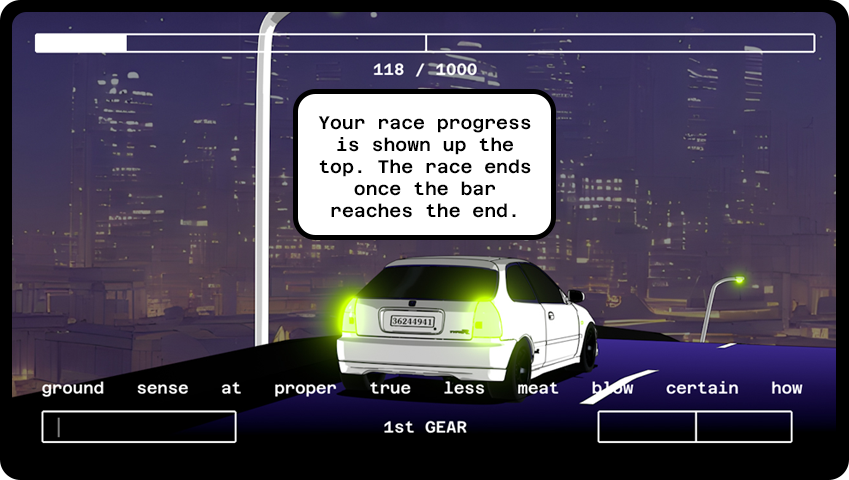 118 / 1000
Your race progress
is shown up the
top. The race ends
once the bar
reaches the end.
36244941
ground sense at proper true less meat blow certain how
1st GEAR